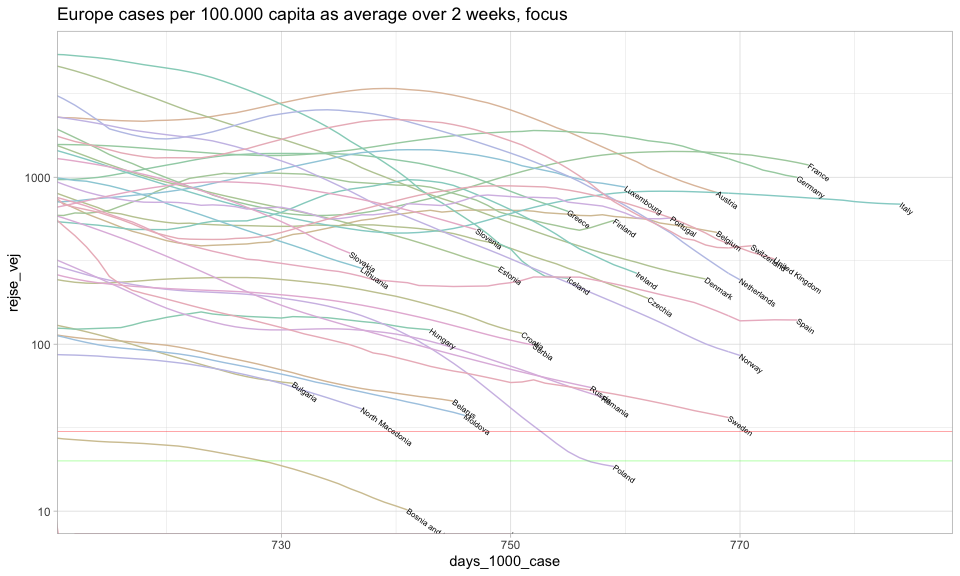 Europe cases per 100.000 capita as average over 2 weeks, focus
rejse_vej
1000
100
10
France
Germany
Luxembourg
Austria
Italy
Greece
Finland
Portugal
Slovenia
Belgium
Switzerland
United Kingdom
Slovakia
Lithuania
Estonia
Iceland
Ireland
Denmark
Netherlands
Czechia
Spain
Hungary
Croatia
Serbia
Norway
Bulgaria
North Macedonia
Belarus
Moldova
Russia
Romania
Sweden
Poland
Bosnia and
730
750
770
days_1000_case